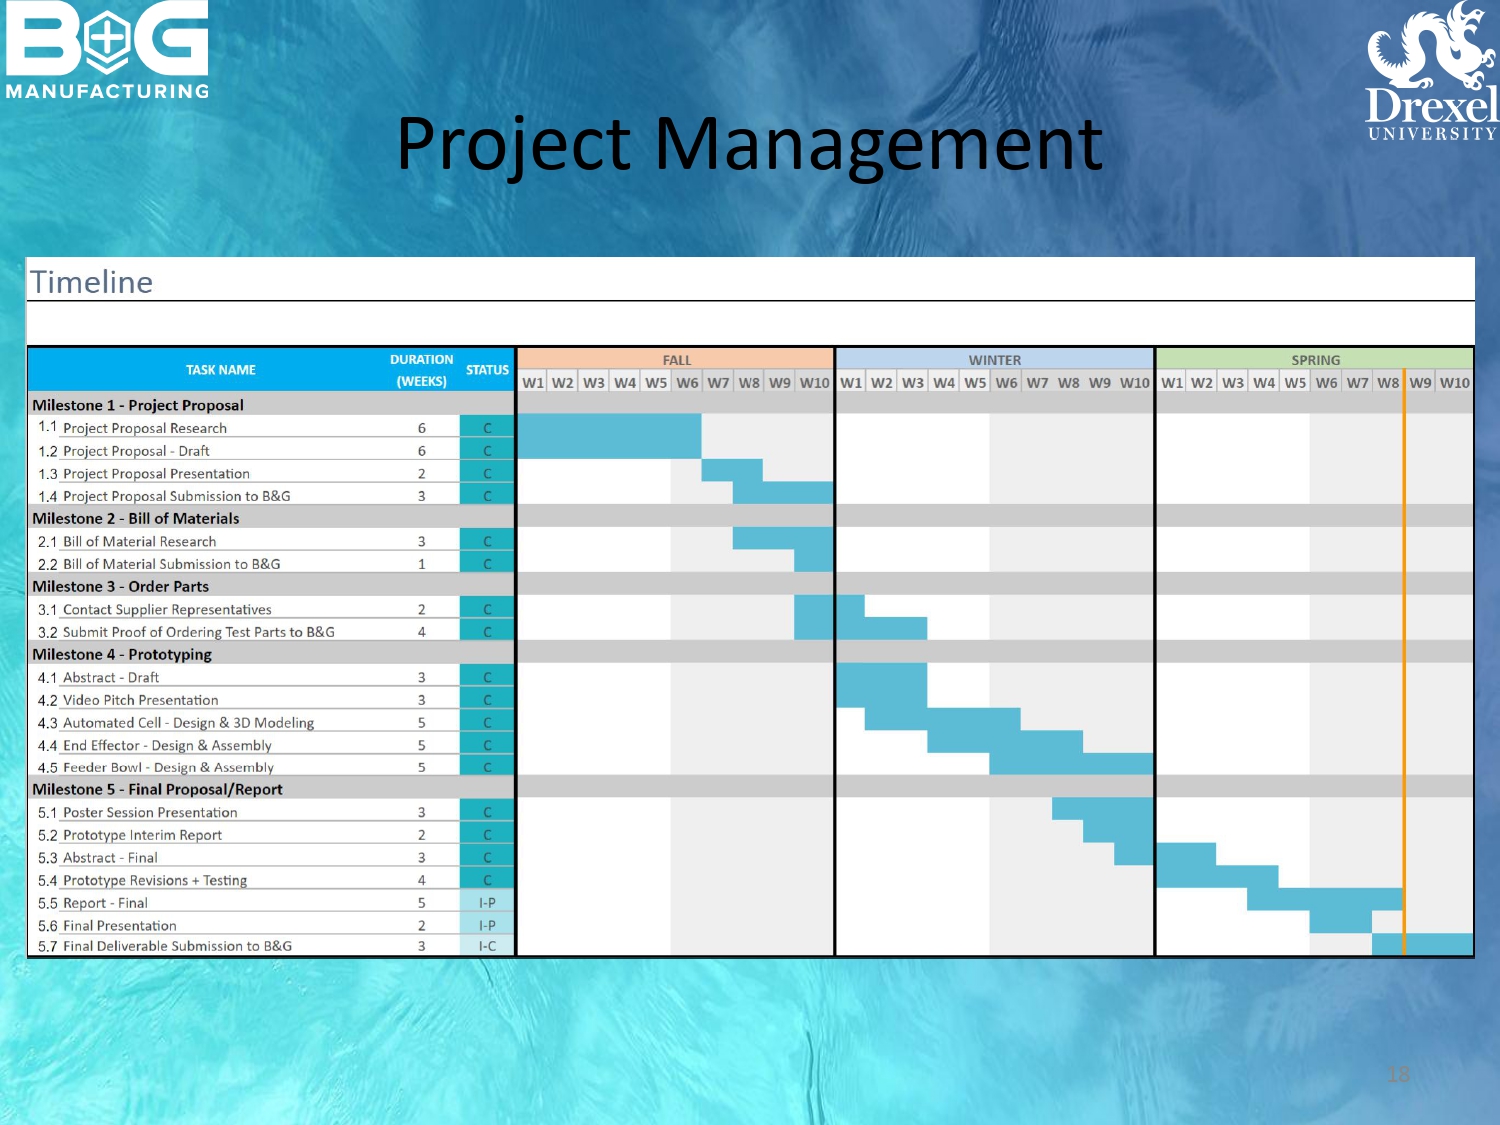 B G
MANUFACTURING
Drexel
UNIVERSITY
Project Management
Timeline
TASK NAME DURATION (WEEKS) STATUS FALL WINTER SPRING
W1 W2 W3 W4 W5 W6 W7 W8 W9 W10 W1 W2 W3 W4 W5 W6 W7 W8 W9 W10 W1 W2 W3 W4 W5 W6 W7 W8 W9 W10
Milestone 1 - Project Proposal
1.1 Project Proposal Research 6 C
1.2 Project Proposal - Draft 6 C
1.3 Project Proposal Presentation 2 C
1.4 Project Proposal Submission to B&G 3 C
Milestone 2 - Bill of Materials
2.1 Bill of Material Research 3 C
2.2 Bill of Material Submission to B&G 1 C
Milestone 3 - Order Parts
3.1 Contact Supplier Representatives 2 C
3.2 Submit Proof of Ordering Test Parts to B&G 4 C
Milestone 4 - Prototyping
4.1 Abstract - Draft 3 C
4.2 Video Pitch Presentation 3 C
4.3 Automated Cell - Design & 3D Modeling 5 C
4.4 End Effector - Design & Assembly 5 C
4.5 Feeder Bowl - Design & Assembly 5 C
Milestone 5 - Final Proposal/Report
5.1 Poster Session Presentation 3 C
5.2 Prototype Interim Report 2 C
5.3 Abstract - Final 3 C
5.4 Prototype Revisions + Testing 4 C
5.5 Report - Final 5 I-P
5.6 Final Presentation 2 I-P
5.7 Final Deliverable Submission to B&G 3 I-C
18